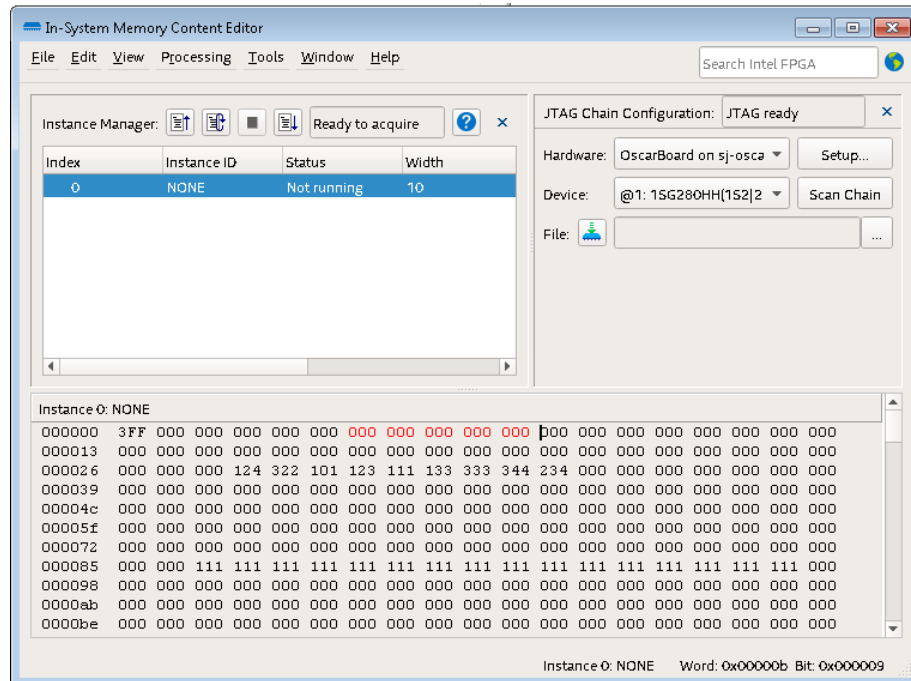 In-System Memory Content Editor
File Edit View Processing Tools Window Help
Search Intel FPGA
Instance Manager: Ready to acquire
Index Instance ID Status Width
0 NONE Not running 10
JTAG Chain Configuration: JTAG ready
Hardware: OscarBoard on sj-osca Setup...
Device: @1: 1SG280HH(1S2|2 Scan Chain
File: ...
Instance 0: NONE
000000 3FF 000 000 000 000 000 000 000 000 000 000 000 000 000 000 000 000 000 000
000013 000 000 000 000 000 000 000 000 000 000 000 000 000 000 000 000 000 000 000
000026 000 000 000 124 322 101 123 111 133 333 344 234 000 000 000 000 000 000 000
000039 000 000 000 000 000 000 000 000 000 000 000 000 000 000 000 000 000 000 000
00004c 000 000 000 000 000 000 000 000 000 000 000 000 000 000 000 000 000 000 000
00005f 000 000 000 000 000 000 000 000 000 000 000 000 000 000 000 000 000 000 000
000072 000 000 000 000 000 000 000 000 000 000 000 000 000 000 000 000 000 000 000
000085 000 000 111 111 111 111 111 111 111 111 111 111 111 111 111 111 111 111 000
000098 000 000 000 000 000 000 000 000 000 000 000 000 000 000 000 000 000 000 000
0000ab 000 000 000 000 000 000 000 000 000 000 000 000 000 000 000 000 000 000 000
0000be 000 000 000 000 000 000 000 000 000 000 000 000 000 000 000 000 000 000 000
Instance 0: NONE Word: 0x00000b Bit: 0x000009